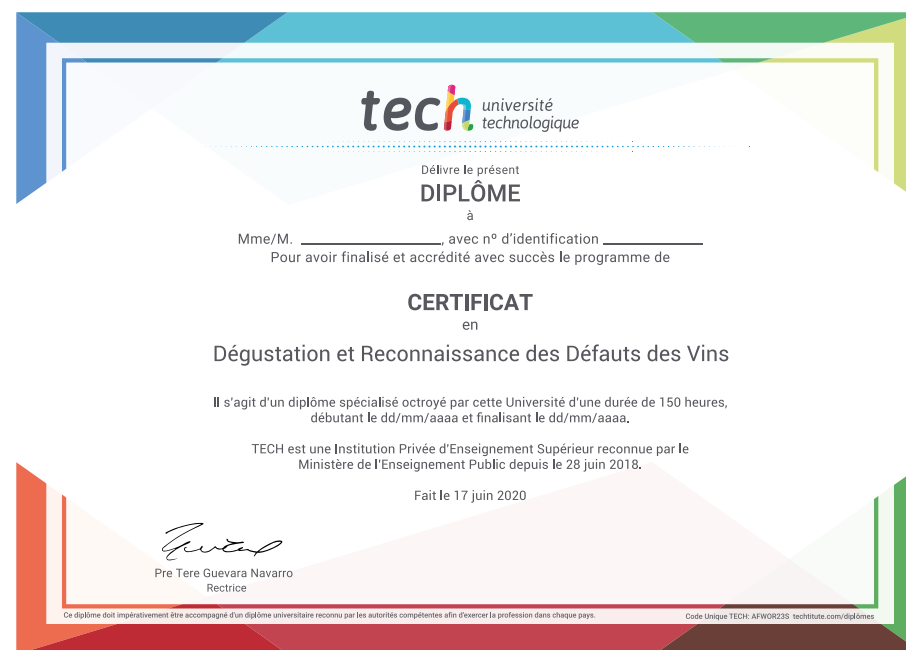 tech université
technologique
Délivre le présent
DIPLÔME
à
Mme/M. ____________________, avec nº d'identification ______________
Pour avoir finalisé et accrédité avec succès le programme de
CERTIFICAT
en
Dégustation et Reconnaissance des Défauts des Vins
Il s'agit d'un diplôme spécialisé octroyé par cette Université d'une durée de 150 heures,
débutant le dd/mm/aaaa et finalisant le dd/mm/aaaa.
TECH est une Institution Privée d'Enseignement Supérieur reconnue par le
Ministère de l'Enseignement Public depuis le 28 juin 2018.
Fait le 17 juin 2020
Pre Tere Guevara Navarro
Rectrice
Ce diplôme doit impérativement être accompagné d'un diplôme universitaire reconnu par les autorités compétentes afin d'exercer la profession dans chaque pays.
Code Unique TECH: AFWOR23S techtitute.com/diplômes